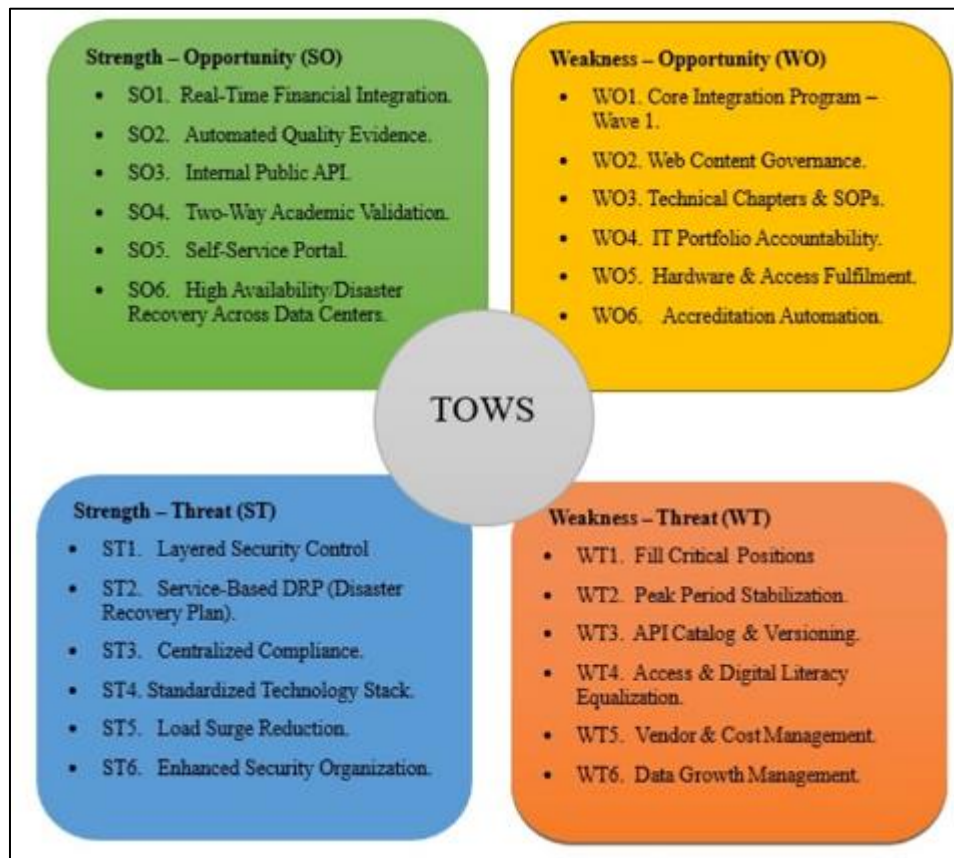 Strength – Opportunity (SO)
• SO1. Real-Time Financial Integration.
• SO2. Automated Quality Evidence.
• SO3. Internal Public API.
• SO4. Two-Way Academic Validation.
• SO5. Self-Service Portal.
• SO6. High Availability/Disaster
Recovery Across Data Centers.
Weakness – Opportunity (WO)
• WO1. Core Integration Program –
Wave 1.
• WO2. Web Content Governance.
• WO3. Technical Chapters & SOPs.
• WO4. IT Portfolio Accountability.
• WO5. Hardware & Access Fulfilment.
• WO6. Accreditation Automation.
TOWS
Strength – Threat (ST)
• ST1. Layered Security Control
• ST2. Service-Based DRP (Disaster
Recovery Plan).
• ST3. Centralized Compliance.
• ST4. Standardized Technology Stack.
• ST5. Load Surge Reduction.
• ST6. Enhanced Security Organization.
Weakness – Threat (WT)
• WT1. Fill Critical Positions
• WT2. Peak Period Stabilization.
• WT3. API Catalog & Versioning.
• WT4. Access & Digital Literacy
Equalization.
• WT5. Vendor & Cost Management.
• WT6. Data Growth Management.